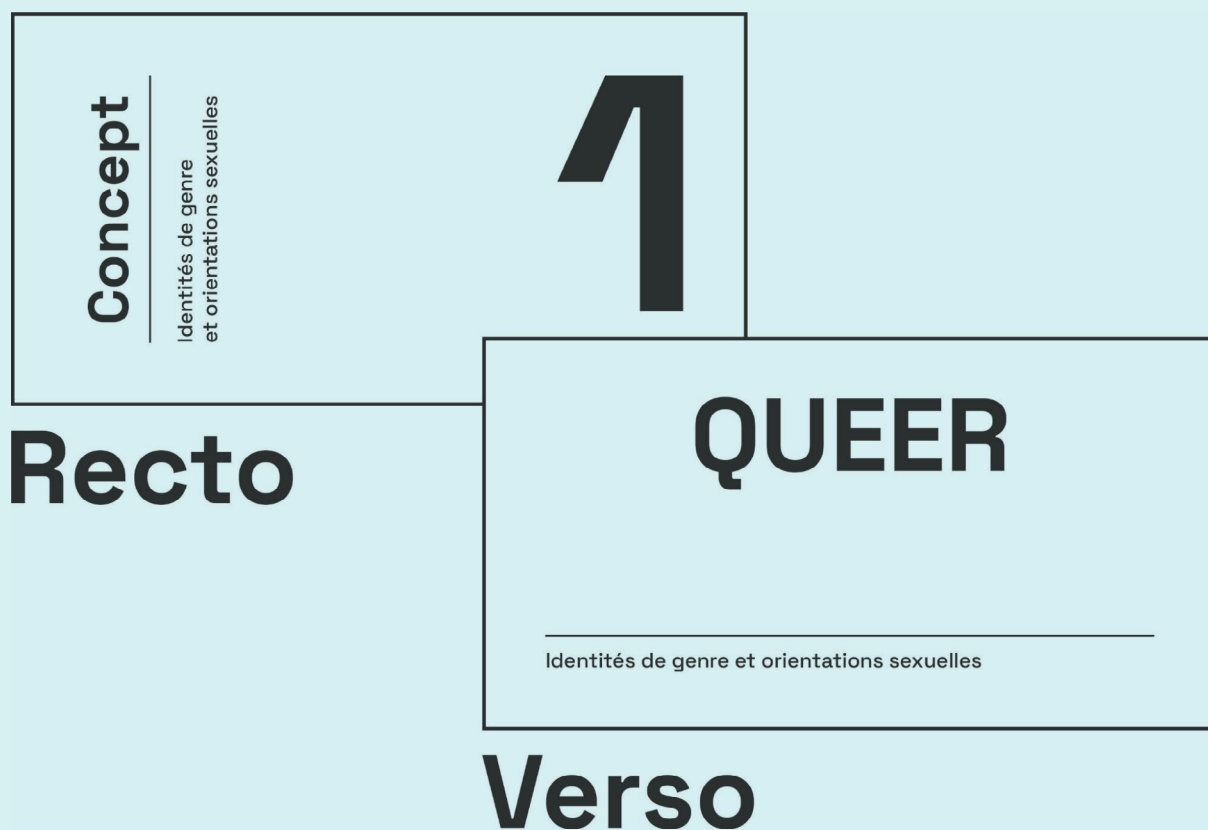 Concept
Identités de genre
et orientations sexuelles
1
Recto
QUEER
Identités de genre et orientations sexuelles
Verso